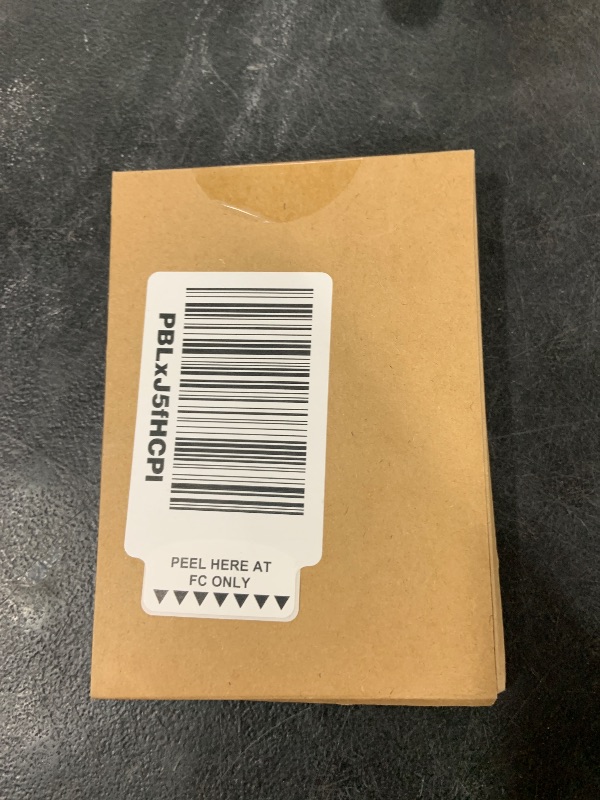 PBLxJ5fHCPI
PEEL HERE AT
FC ONLY